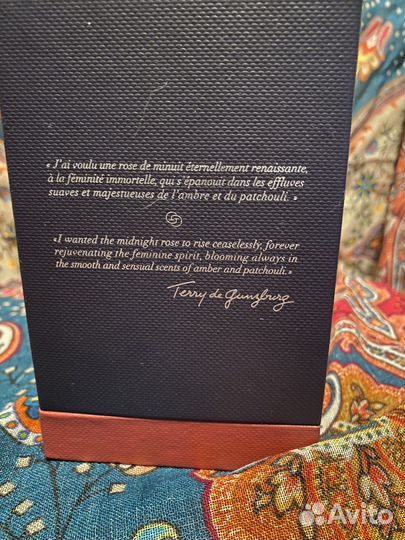 « J'ai voulu une rose de minuit éternellement renaissante,
à la féminité immortelle, qui s'épanouit dans les effluves
suaves et majestueuses de l'ambre et du patchouli. »
«I wanted the midnight rose to rise ceaselessly, forever
rejuvenating the feminine spirit, blooming always in
the smooth and sensual scents of amber and patchouli.»
Terry de Gunzburg
Avito